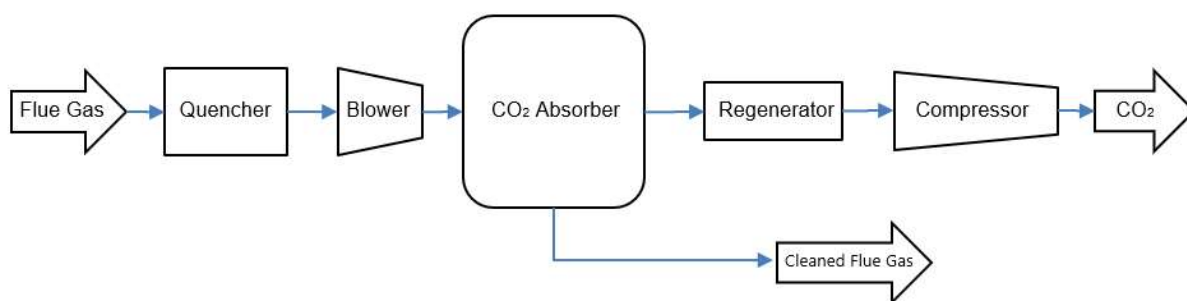 Flue Gas
Quencher
Blower
CO₂ Absorber
Regenerator
Compressor
CO₂
Cleaned Flue Gas